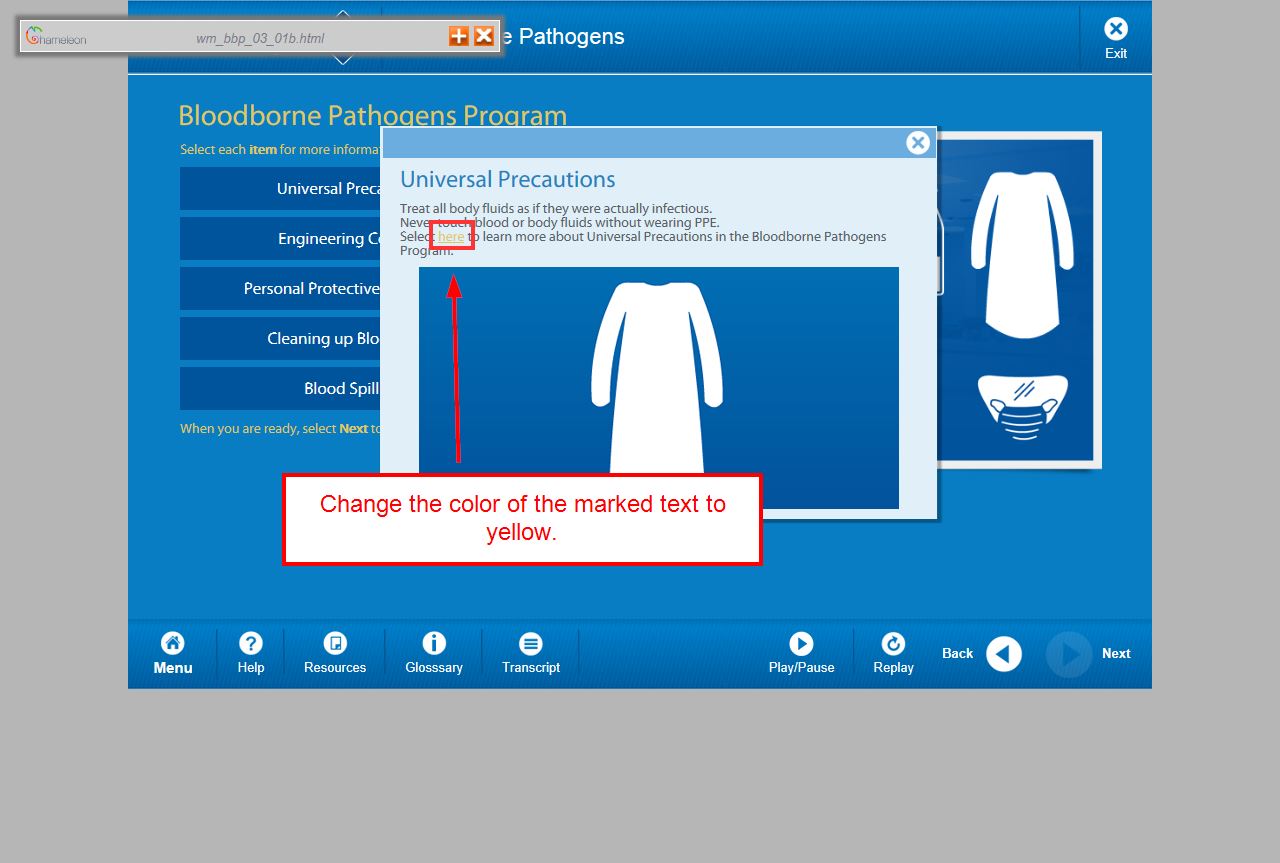 Chameleon
wm_bbp_03_01b.html
e Pathogens
Exit
Bloodborne Pathogens Program
Select each item for more informa
Universal Preca
Engineering Co
Personal Protective
Cleaning up Blo
Blood Spill
When you are ready, select Next to
Universal Precautions
Treat all body fluids as if they were actually infectious.
Never touch blood or body fluids without wearing PPE.
Select here to learn more about Universal Precautions in the Bloodborne Pathogens
Program.
Change the color of the marked text to
yellow.
Menu
Help
Resources
Glosssary
Transcript
Play/Pause
Replay
Back
Next